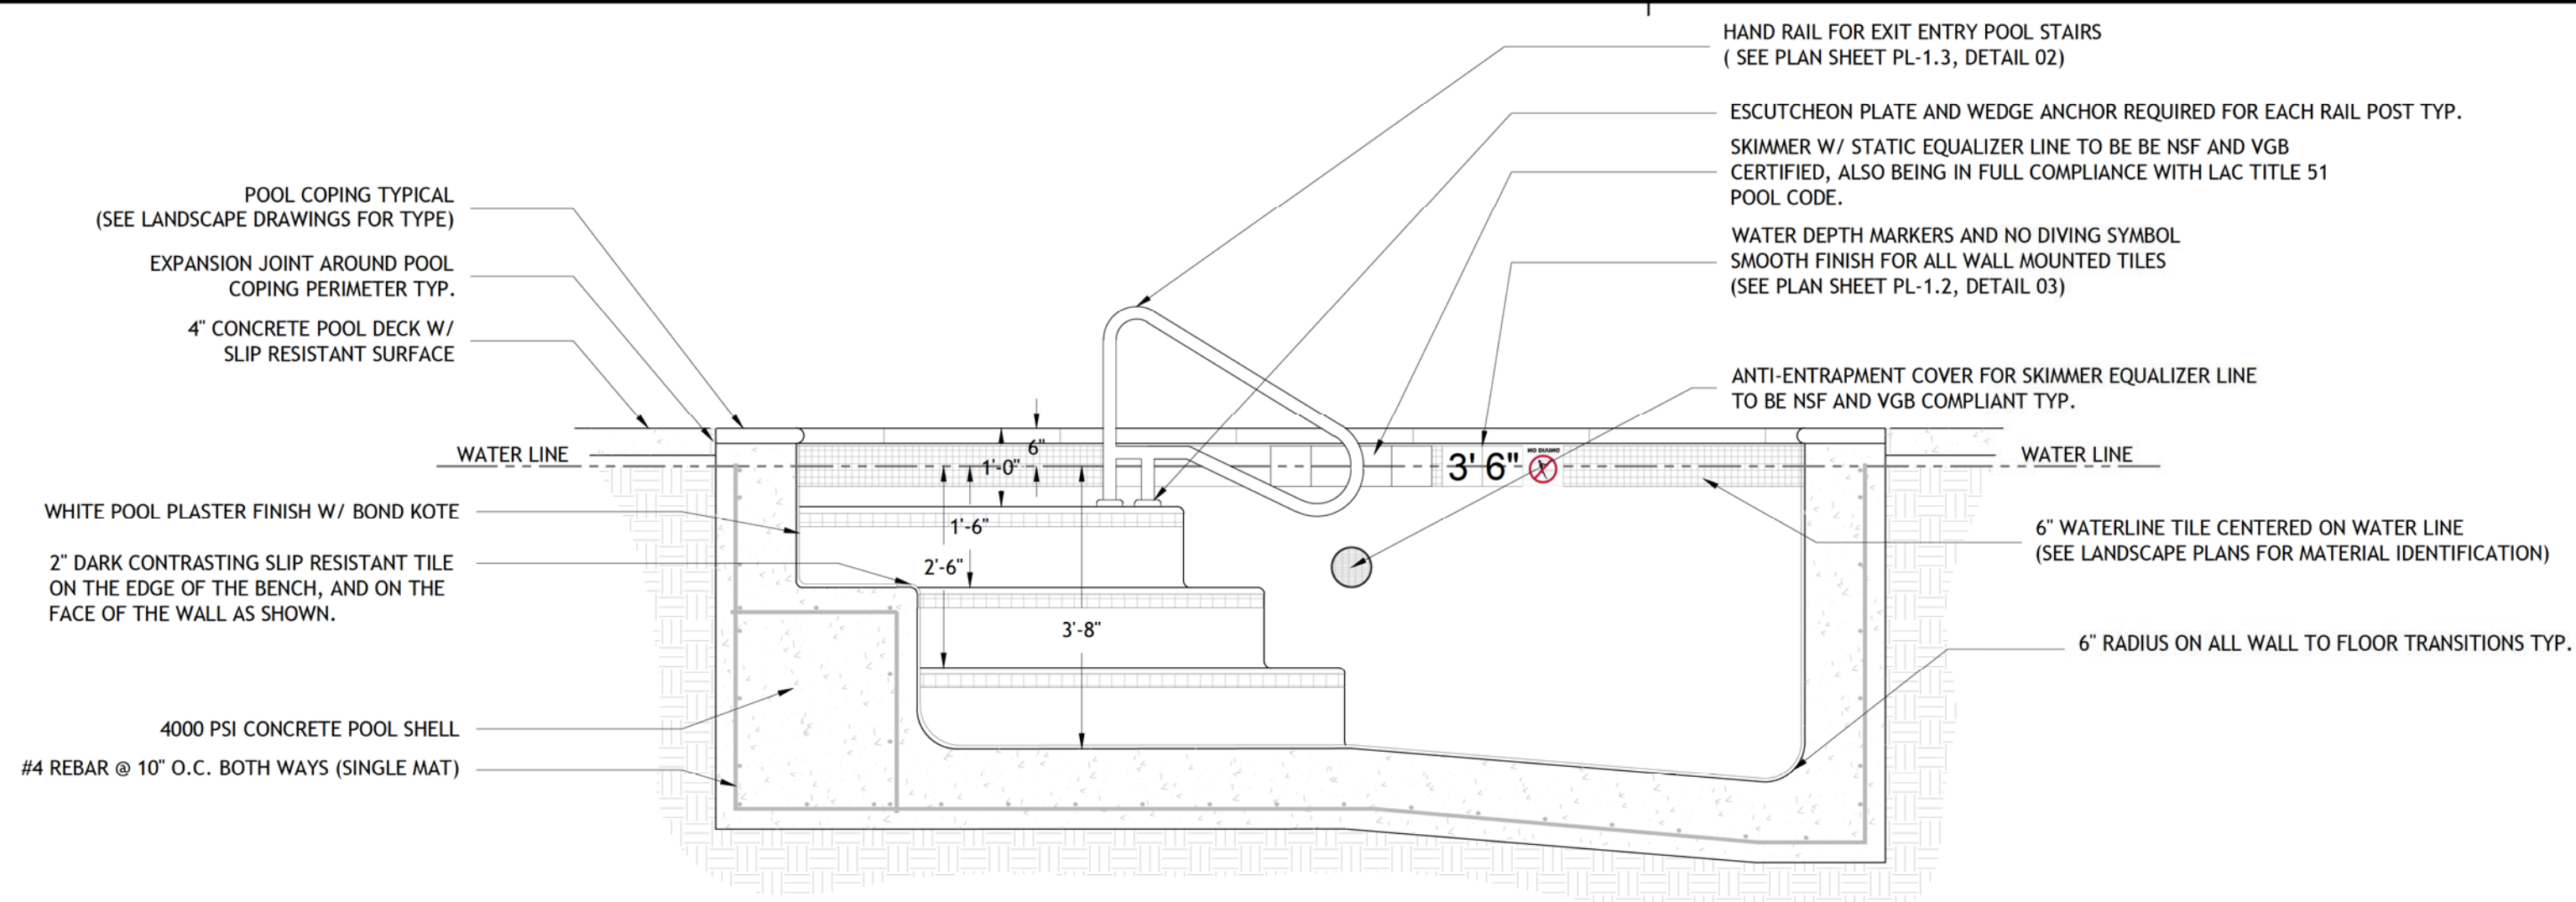 HAND RAIL FOR EXIT ENTRY POOL STAIRS
( SEE PLAN SHEET PL-1.3, DETAIL 02)
ESCUTCHEON PLATE AND WEDGE ANCHOR REQUIRED FOR EACH RAIL POST TYP.
SKIMMER W/ STATIC EQUALIZER LINE TO BE BE NSF AND VGB
CERTIFIED, ALSO BEING IN FULL COMPLIANCE WITH LAC TITLE 51
POOL CODE.
WATER DEPTH MARKERS AND NO DIVING SYMBOL
SMOOTH FINISH FOR ALL WALL MOUNTED TILES
(SEE PLAN SHEET PL-1.2, DETAIL 03)
ANTI-ENTRAPMENT COVER FOR SKIMMER EQUALIZER LINE
TO BE NSF AND VGB COMPLIANT TYP.
POOL COPING TYPICAL
(SEE LANDSCAPE DRAWINGS FOR TYPE)
EXPANSION JOINT AROUND POOL
COPING PERIMETER TYP.
4" CONCRETE POOL DECK W/
SLIP RESISTANT SURFACE
WATER LINE
WHITE POOL PLASTER FINISH W/ BOND KOTE
2" DARK CONTRASTING SLIP RESISTANT TILE
ON THE EDGE OF THE BENCH, AND ON THE
FACE OF THE WALL AS SHOWN.
4000 PSI CONCRETE POOL SHELL
#4 REBAR @ 10" O.C. BOTH WAYS (SINGLE MAT)
6"
1'-0"
1'-6"
2'-6"
3'-8"
3' 6"
NO DIVING
WATER LINE
6" WATERLINE TILE CENTERED ON WATER LINE
(SEE LANDSCAPE PLANS FOR MATERIAL IDENTIFICATION)
6" RADIUS ON ALL WALL TO FLOOR TRANSITIONS TYP.